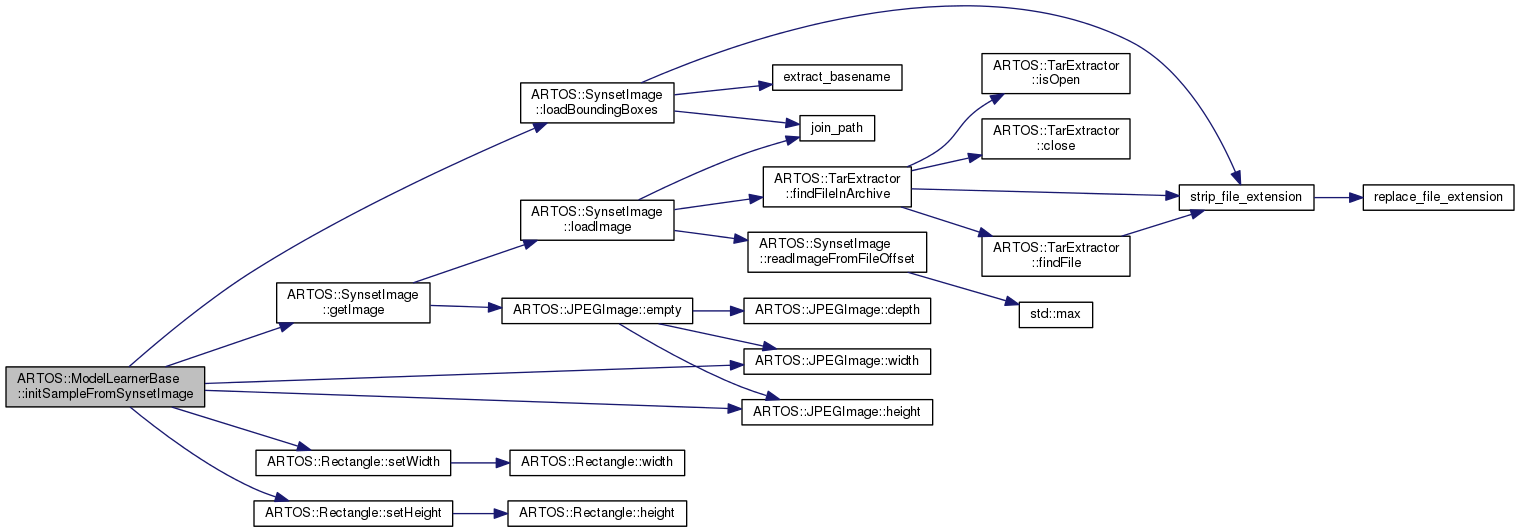 ARTOS::ModelLearnerBase
::initSampleFromSynsetImage
ARTOS::SynsetImage
::loadBoundingBoxes
extract_basename
join_path
ARTOS::SynsetImage
::getImage
ARTOS::SynsetImage
::loadImage
ARTOS::TarExtractor
::findFileInArchive
ARTOS::TarExtractor
::isOpen
ARTOS::TarExtractor
::close
strip_file_extension
replace_file_extension
ARTOS::TarExtractor
::findFile
ARTOS::SynsetImage
::readImageFromFileOffset
std::max
ARTOS::JPEGImage::empty
ARTOS::JPEGImage::depth
ARTOS::JPEGImage::width
ARTOS::JPEGImage::height
ARTOS::Rectangle::setWidth
ARTOS::Rectangle::width
ARTOS::Rectangle::setHeight
ARTOS::Rectangle::height